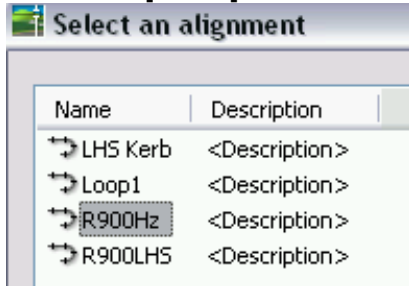 Select an alignment
Name Description
LHS Kerb <Description>
Loop1 <Description>
R900Hz <Description>
R900LHS <Description>